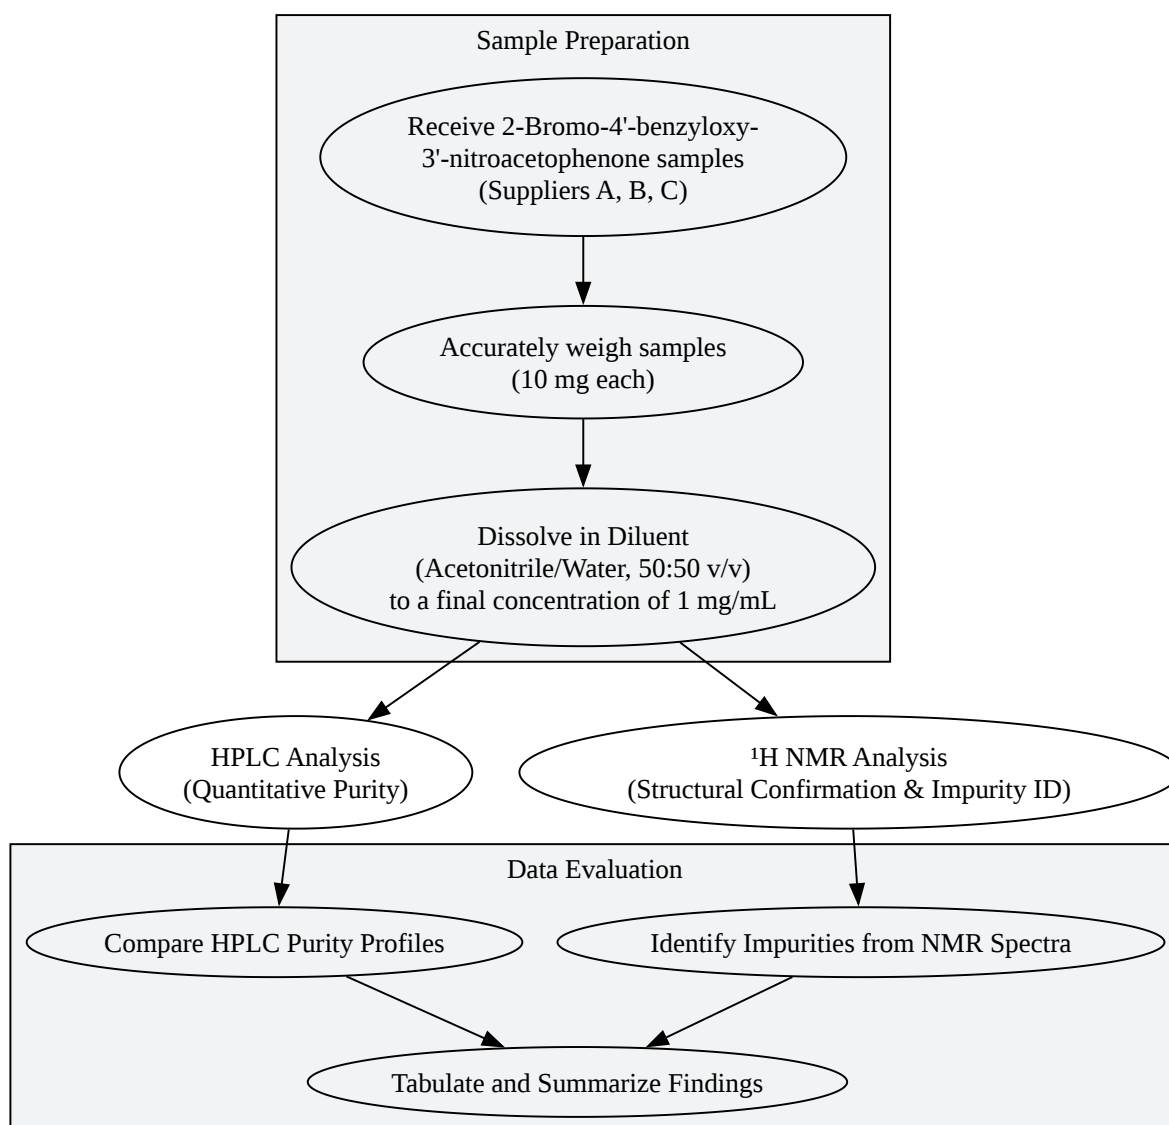 Sample Preparation
Receive 2-Bromo-4'-benzyloxy-
3'-nitroacetophenone samples
(Suppliers A, B, C)
Accurately weigh samples
(10 mg each)
Dissolve in Diluent
(Acetonitrile/Water, 50:50 v/v)
to a final concentration of 1 mg/mL
HPLC Analysis
(Quantitative Purity)
¹H NMR Analysis
(Structural Confirmation & Impurity ID)
Data Evaluation
Compare HPLC Purity Profiles
Identify Impurities from NMR Spectra
Tabulate and Summarize Findings